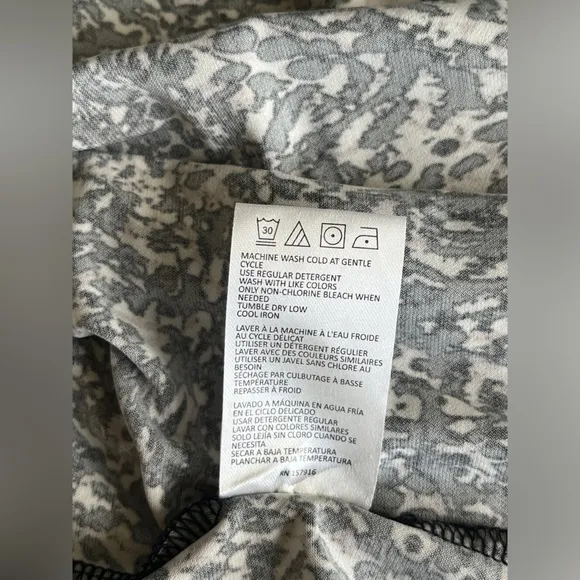 30
MACHINE WASH COLD AT GENTLE
CYCLE
USE REGULAR DETERGENT
WASH WITH LIKE COLORS
ONLY NON-CHLORINE BLEACH WHEN
NEEDED
TUMBLE DRY LOW
COOL IRON
LAVER À LA MACHINE À L'EAU FROIDE
AU CYCLE DÉLICAT
UTILISER UN DÉTERGENT RÉGULIER
LAVER AVEC DES COULEURS SIMILAIRES
UTILISER UN JAVEL SANS CHLORE AU
BESOIN
SÉCHAGE PAR CULBUTAGE À BASSE
TEMPÉRATURE
REPASSER À FROID
LAVADO A MÁQUINA EN AGUA FRÍA
EN EL CICLO DELICADO
USAR DETERGENTE REGULAR
LAVAR CON COLORES SIMILARES
SOLO LEJÍA SIN CLORO CUANDO SE
NECESITA
SECAR A BAJA TEMPERATURA
PLANCHAR A BAJA TEMPERATURA
RN 157916